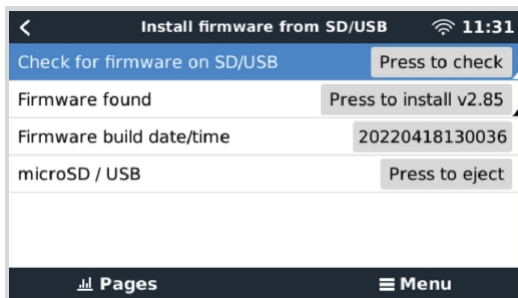 Install firmware from SD/USB 11:31
Check for firmware on SD/USB Press to check
Firmware found Press to install v2.85
Firmware build date/time 20220418130036
microSD / USB Press to eject
Pages Menu